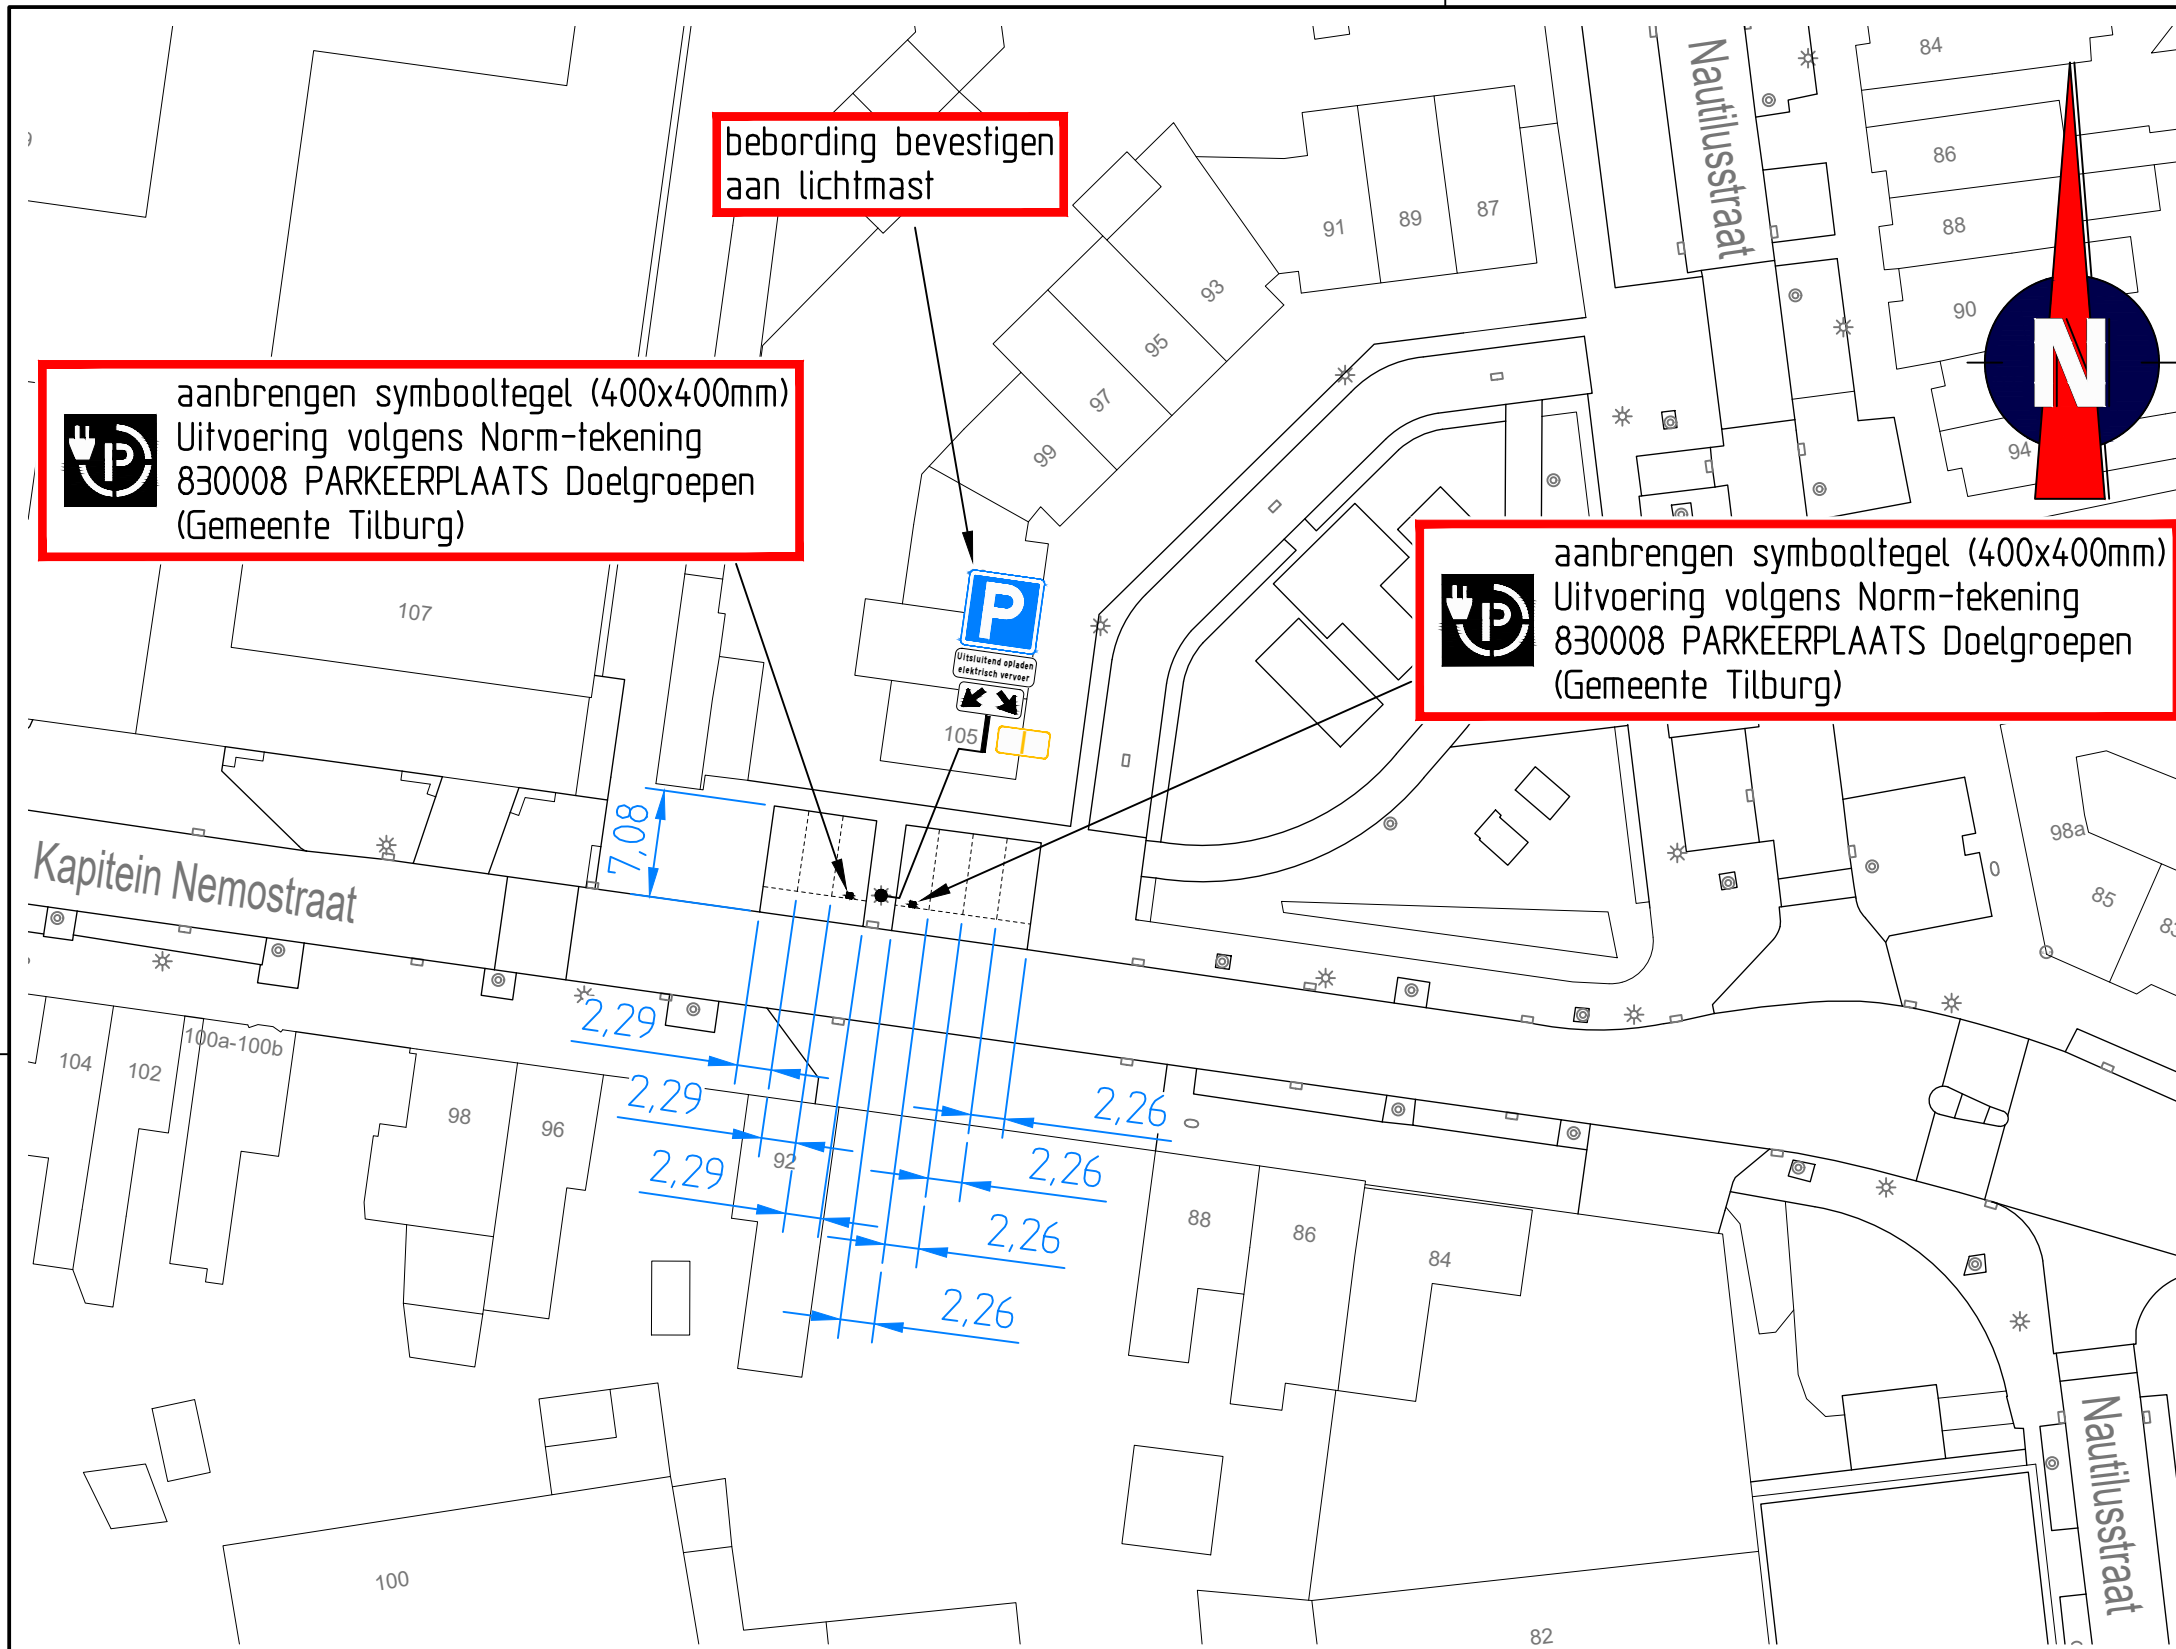 Nautilusstraat
84
86
88
90
94
N
bebording bevestigen
aan lichtmast
91
89
87
93
95
97
99
aanbrengen symbooltegel (400x400mm)
Uitvoering volgens Norm-tekening
830008 PARKEERPLAATS Doelgroepen
(Gemeente Tilburg)
P
aanbrengen symbooltegel (400x400mm)
Uitvoering volgens Norm-tekening
830008 PARKEERPLAATS Doelgroepen
(Gemeente Tilburg)
P
107
P
Uitsluitend opladen
elektrisch vervoer
105
7,08
Kapitein Nemostraat
98a
0
85
2,29
2,29
2,29
2,26
2,26
2,26
2,26
0
104
102
100a-100b
98
96
92
88
86
84
100
82
Nautilusstraat